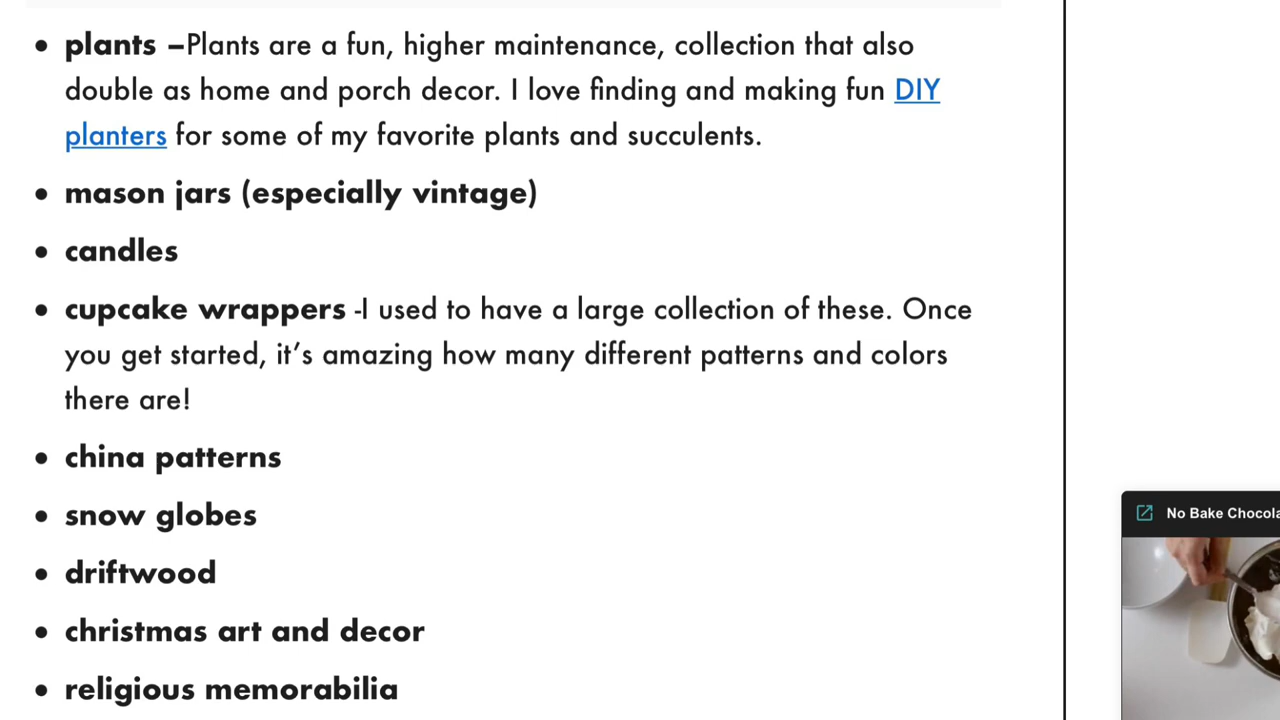 plants –Plants are a fun, higher maintenance, collection that also
double as home and porch decor. I love finding and making fun DIY
planters for some of my favorite plants and succulents.
mason jars (especially vintage)
candles
cupcake wrappers -I used to have a large collection of these. Once
you get started, it’s amazing how many different patterns and colors
there are!
china patterns
snow globes
driftwood
christmas art and decor
religious memorabilia
No Bake Chocola